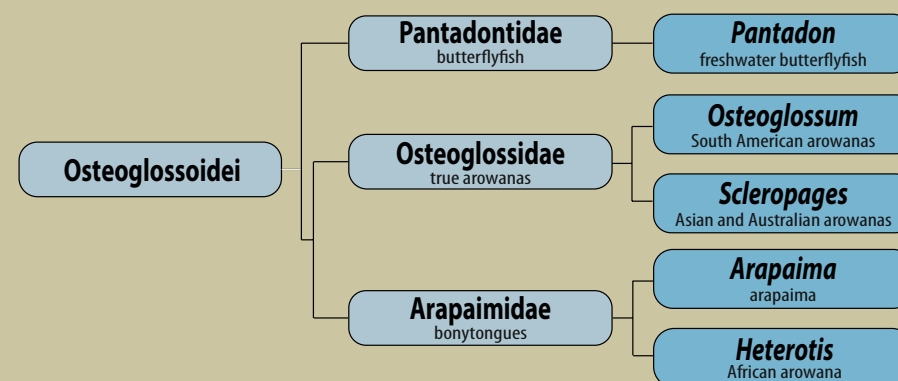 Pantadontidae
butterflyfish
Pantadon
freshwater butterflyfish
Osteoglossum
South American arowanas
Osteoglossoidei
Osteoglossidae
true arowanas
Scleropages
Asian and Australian arowanas
Arapaima
arapaima
Arapaimidae
bonytongues
Heterotis
African arowana